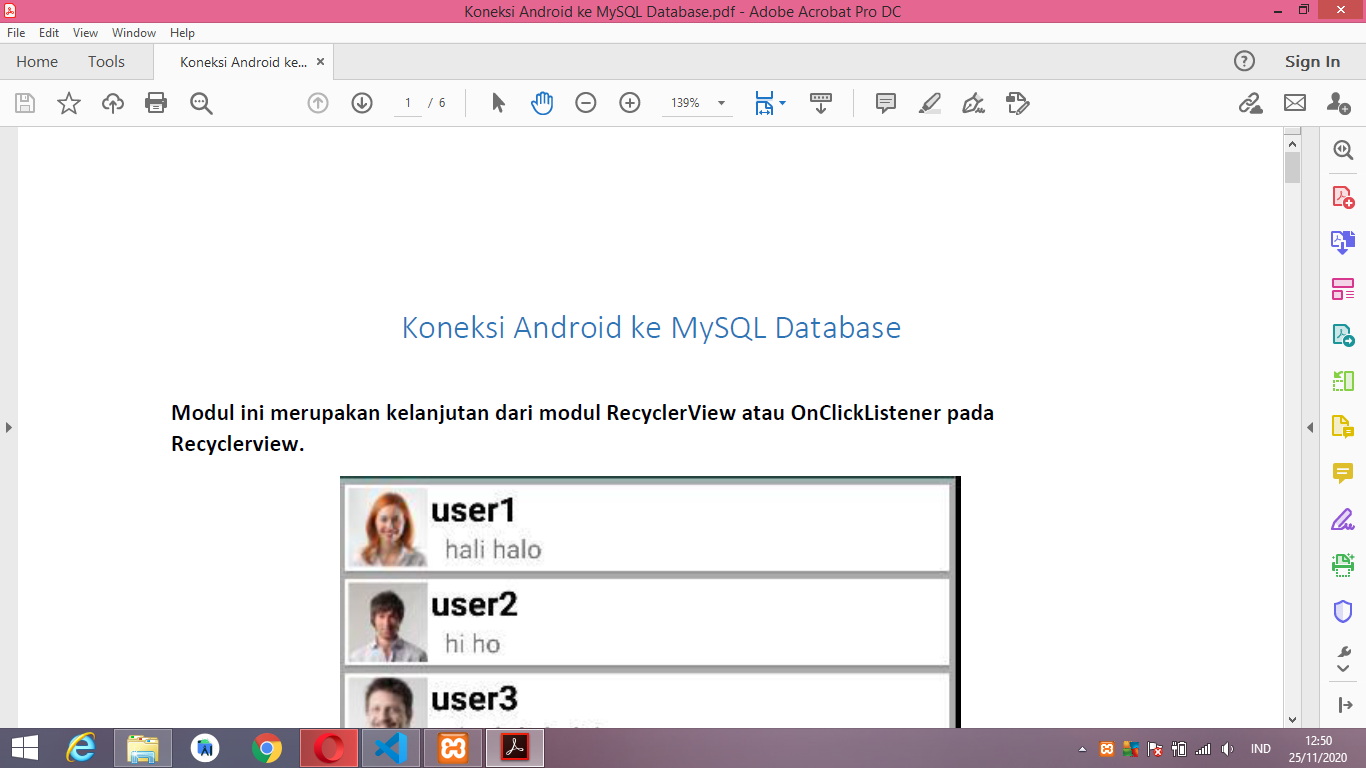 Koneksi Android ke MySQL Database.pdf - Adobe Acrobat Pro DC
File Edit View Window Help
Home Tools Koneksi Android ke... × Sign In
1 / 6 139%
Koneksi Android ke MySQL Database
Modul ini merupakan kelanjutan dari modul RecyclerView atau OnClickListener pada
Recyclerview.
user1
hali halo
user2
hi ho
user3
IND
12:50
25/11/2020